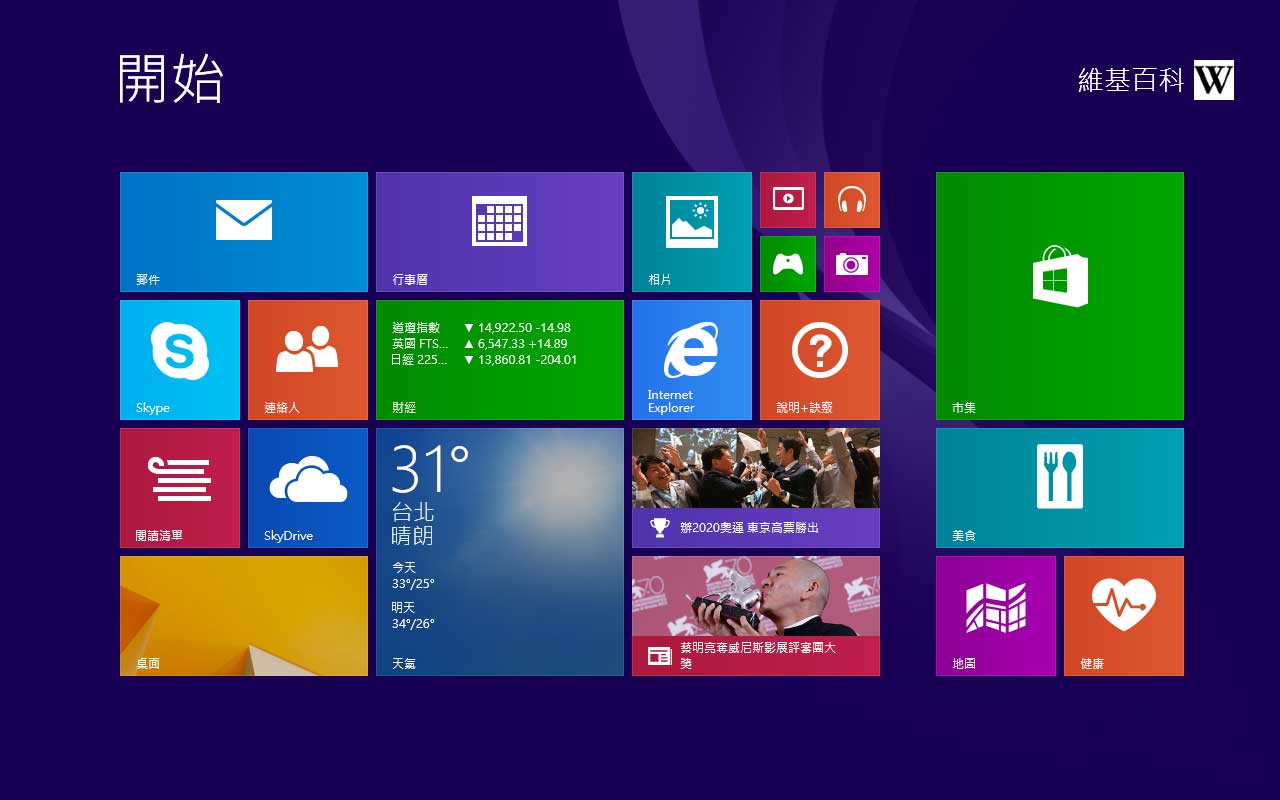 開始
維基百科
W
郵件
行事曆
相片
Skype
連絡人
道瓊指數 ▼ 14,922.50 -14.98
英國 FTS... ▲ 6,547.33 +14.89
日經 225... ▼ 13,860.81 -204.01
財經
Internet
Explorer
說明+訣竅
市集
閱讀清單
SkyDrive
31°
台北
晴朗
今天
33°/25°
明天
34°/26°
天氣
辦2020奧運 東京高票勝出
美食
桌面
70
蔡明亮奪威尼斯影展評審團大
獎
地圖
健康